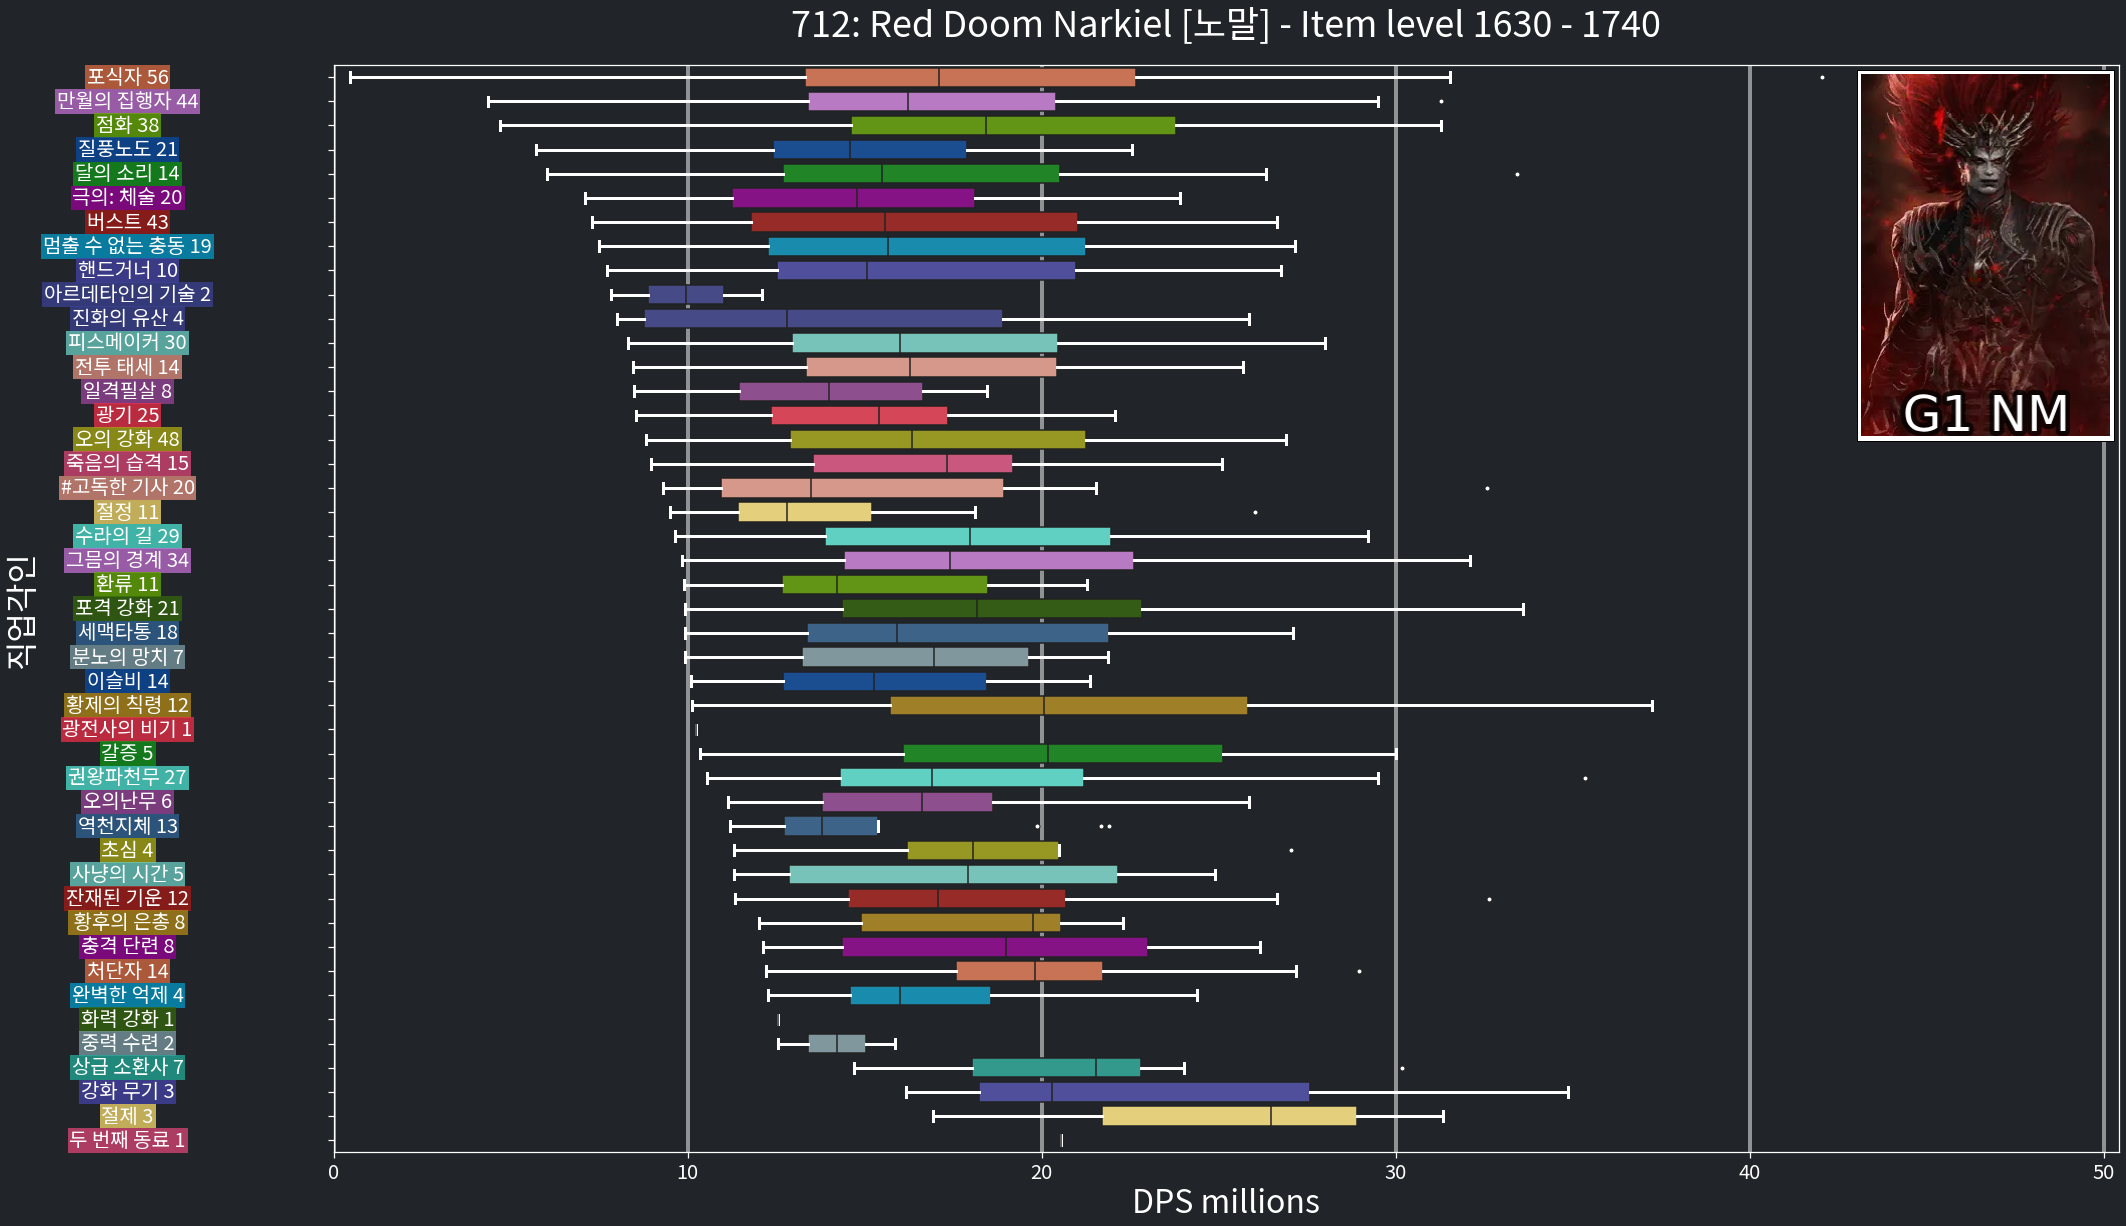 712: Red Doom Narkiel [노말] - Item level 1630 - 1740
포식자 56
만월의 집행자 44
점화 38
질풍노도 21
달의 소리 14
극의: 체술 20
버스트 43
멈출 수 없는 충동 19
핸드거너 10
아르데타인의 기술 2
진화의 유산 4
피스메이커 30
전투 태세 14
일격필살 8
광기 25
오의 강화 48
죽음의 습격 15
#고독한 기사 20
절정 11
수라의 길 29
그믐의 경계 34
환류 11
포격 강화 21
세맥타통 18
분노의 망치 7
이슬비 14
황제의 칙령 12
광전사의 비기 1
갈증 5
권왕파천무 27
오의난무 6
역천지체 13
초심 4
사냥의 시간 5
잔재된 기운 12
황후의 은총 8
충격 단련 8
처단자 14
완벽한 억제 4
화력 강화 1
중력 수련 2
상급 소환사 7
강화 무기 3
절제 3
두 번째 동료 1
직업각인
G1 NM
0 10 20 30 40 50
DPS millions